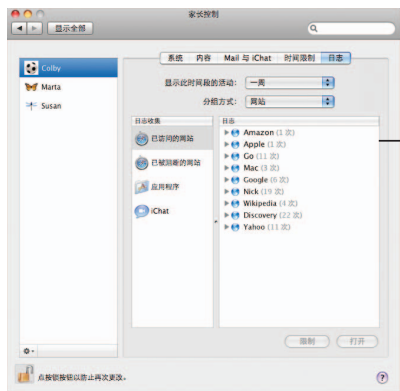 家长控制
显示全部
系统 内容 Mail 与 iChat 时间限制 日志
Colby
Marta
Susan
显示此时间段的活动： 一周
分组方式： 网站
日志收集
已访问的网站
已被阻断的网站
应用程序
iChat
日志
Amazon (1 次)
Apple (1 次)
Go (11 次)
Mac (3 次)
Google (6 次)
Nick (19 次)
Wikipedia (4 次)
Discovery (22 次)
Yahoo (11 次)
限制 打开
点按锁按钮以防止再次更改。
?